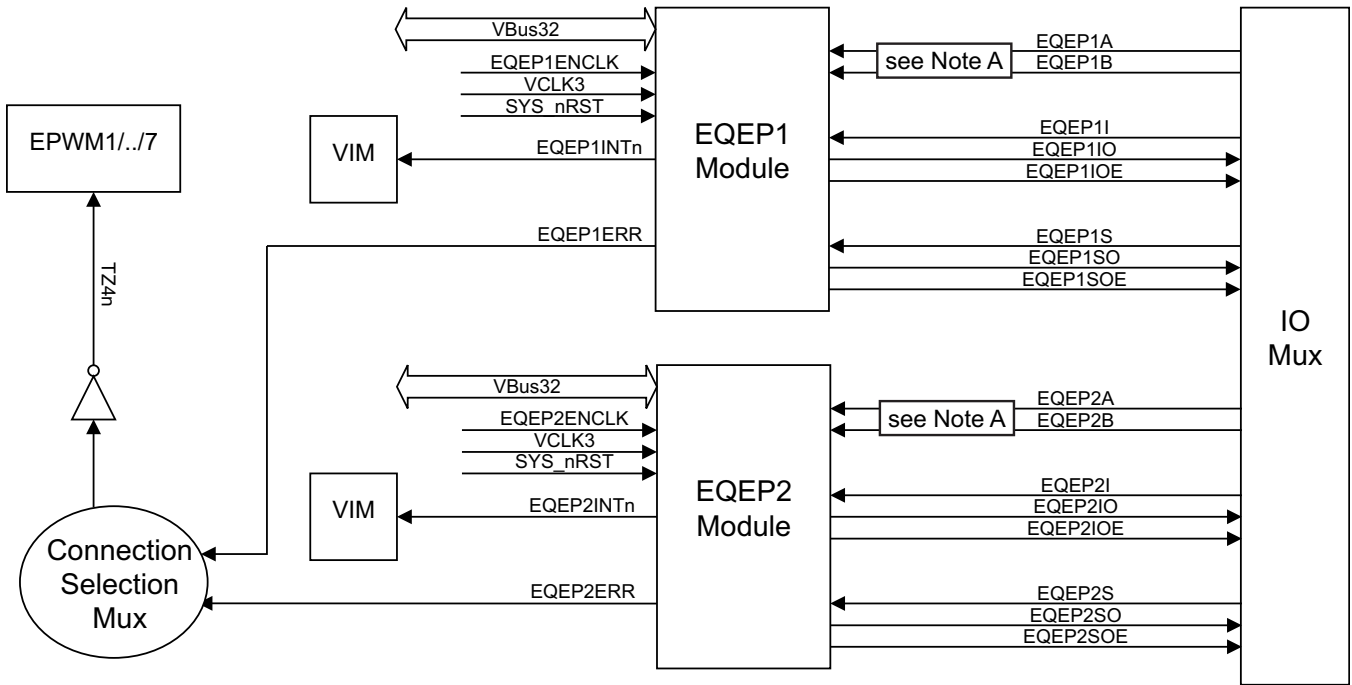 VBus32
EQEP1ENCLK
VCLK3
SYS_nRST
EQEP1INTn
EQEP1ERR
VIM
EPWM1/../7
TZ4n
Connection
Selection
Mux
EQEP1
Module
see Note A
EQEP1A
EQEP1B
EQEP1I
EQEP1IO
EQEP1IOE
EQEP1S
EQEP1SO
EQEP1SOE
IO
Mux
VBus32
EQEP2ENCLK
VCLK3
SYS_nRST
EQEP2INTn
EQEP2ERR
VIM
EQEP2
Module
see Note A
EQEP2A
EQEP2B
EQEP2I
EQEP2IO
EQEP2IOE
EQEP2S
EQEP2SO
EQEP2SOE